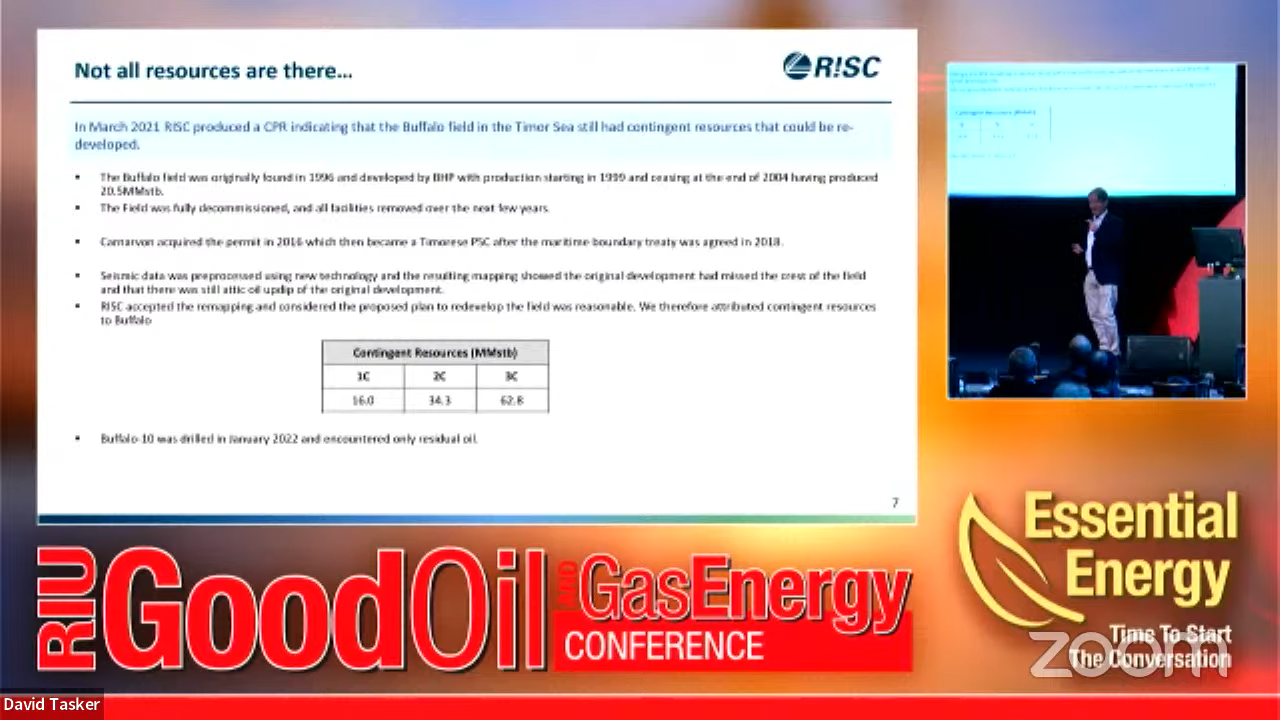 Not all resources are there...
R!SC
In March 2021 RISC produced a CPR indicating that the Buffalo field in the Timor Sea still had contingent resources that could be re-
developed.
▪ The Buffalo field was originally found in 1996 and developed by BHP with production starting in 1999 and ceasing at the end of 2004 having produced
20.5MMstb.
▪ The Field was fully decommissioned, and all facilities removed over the next few years.
▪ Carnarvon acquired the permit in 2016 which then became a Timorese PSC after the maritime boundary treaty was agreed in 2018.
▪ Seismic data was preprocessed using new technology and the resulting mapping showed the original development had missed the crest of the field
and that there was still attic oil updip of the original development.
▪ RISC accepted the remapping and considered the proposed plan to redevelop the field was reasonable. We therefore attributed contingent resources
to Buffalo
Contingent Resources (MMstb)
1C 2C 3C
16.0 34.3 62.8
▪ Buffalo-10 was drilled in January 2022 and encountered only residual oil.
7
RIU GoodOil AND GasEnergy
CONFERENCE
Essential
Energy
Time To Start
The Conversation
zoom
David Tasker